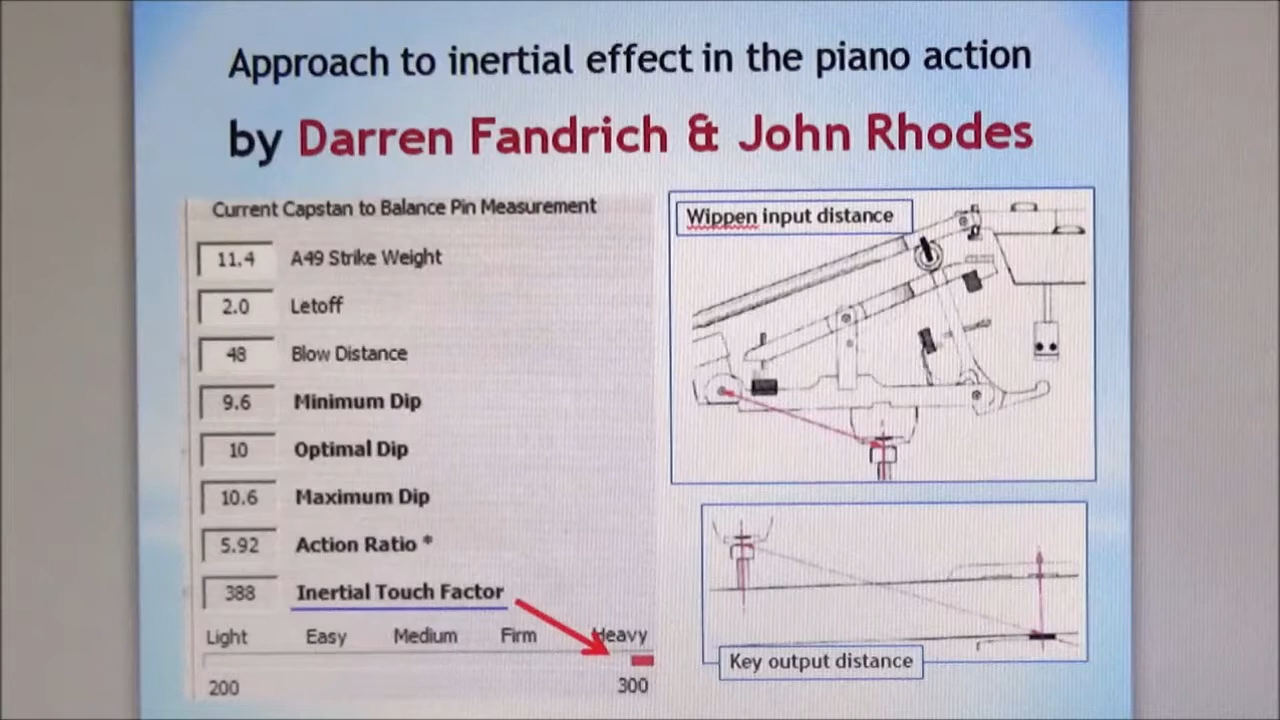 Approach to inertial effect in the piano action
by Darren Fandrich & John Rhodes
Current Capstan to Balance Pin Measurement
11.4 A49 Strike Weight
2.0 Letoff
48 Blow Distance
9.6 Minimum Dip
10 Optimal Dip
10.6 Maximum Dip
5.92 Action Ratio *
388 Inertial Touch Factor
Light Easy Medium Firm Heavy
200 300
Wippen input distance
Key output distance